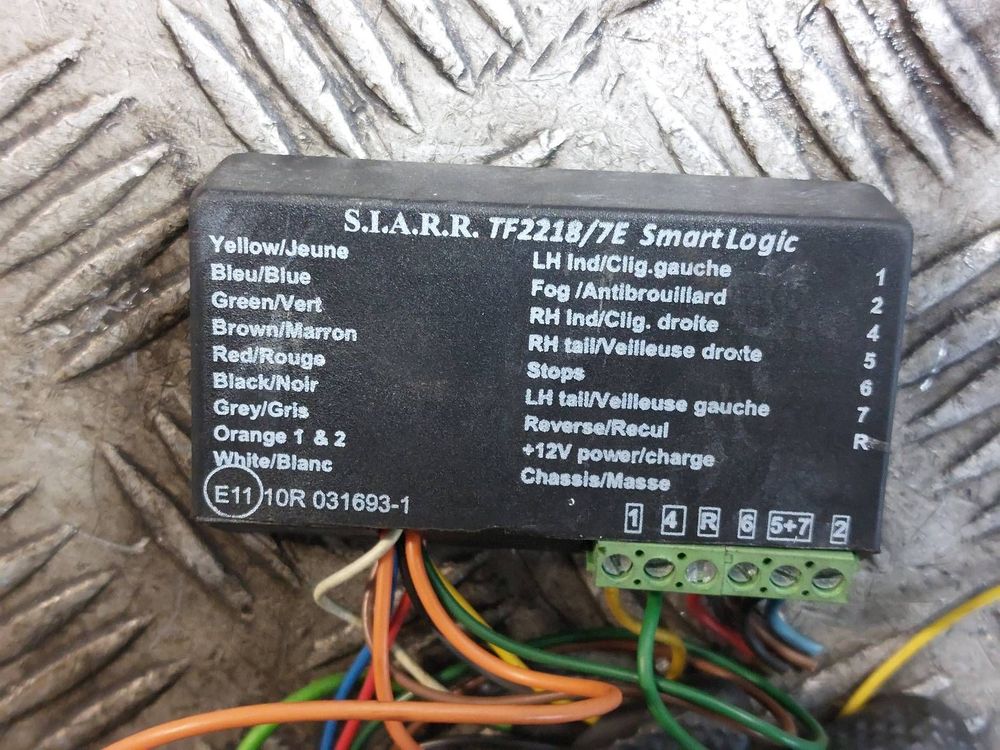 S.I.A.R.R. TF2218/7E SmartLogic
Yellow/Jeune LH Ind/Clig.gauche 1
Bleu/Blue Fog /Antibrouillard 2
Green/Vert RH Ind/Clig. droite 4
Brown/Marron RH tail/Veilleuse droite 5
Red/Rouge Stops 6
Black/Noir LH tail/Veilleuse gauche 7
Grey/Gris Reverse/Recul R
Orange 1 & 2 +12V power/charge
White/Blanc Chassis/Masse
E11 10R 031693-1
1 4 R 6 5+7 2